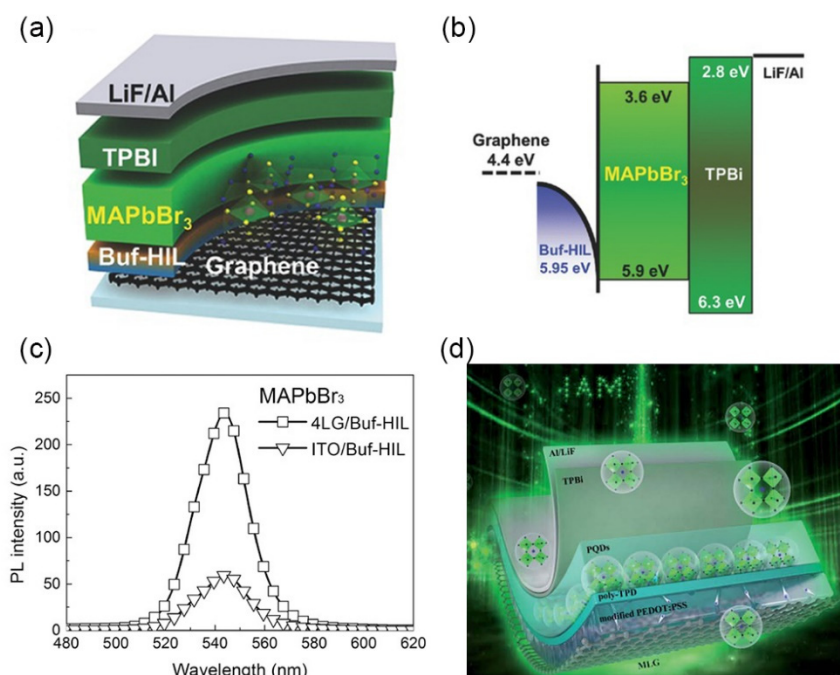 (a)
LiF/Al
TPBI
MAPbBr₃
Buf-HIL
Graphene
(b)
2.8 eV
LiF/Al
3.6 eV
Graphene
4.4 eV
MAPbBr₃
TPBi
Buf-HIL
5.95 eV
5.9 eV
6.3 eV
(c)
MAPbBr₃
4LG/Buf-HIL
ITO/Buf-HIL
PL intensity (a.u.)
250
200
150
100
50
0
480 500 520 540 560 580 600 620
Wavelength (nm)
(d)
IAM
Al/LiF
TPBi
PQDs
poly-TPD
modified PEDOT:PSS
MLG